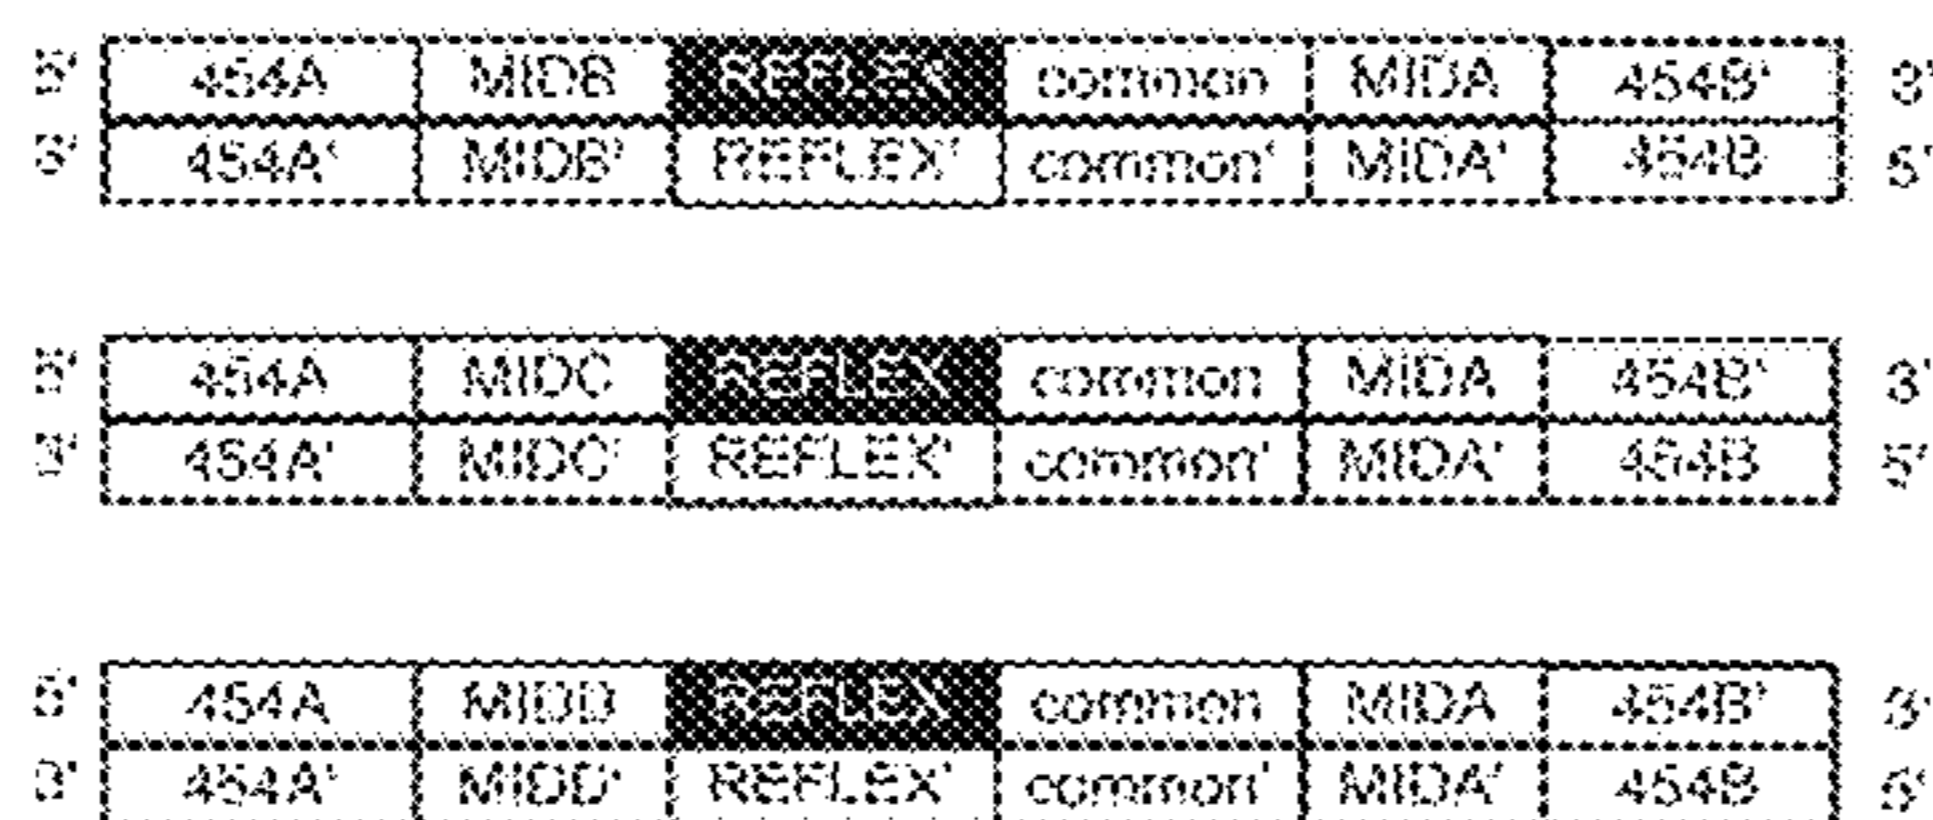 5' 454A MIDB REFLEX common MIDA 454B' 3'
3' 454A' MIDB' REFLEX' common' MIDA' 454B 5'
5' 454A MIDC REFLEX common MIDA 454B' 3'
3' 454A' MIDC' REFLEX' common' MIDA' 454B 5'
5' 454A MIDD REFLEX common MIDA 454B' 3'
3' 454A' MIDD' REFLEX' common' MIDA' 454B 5'